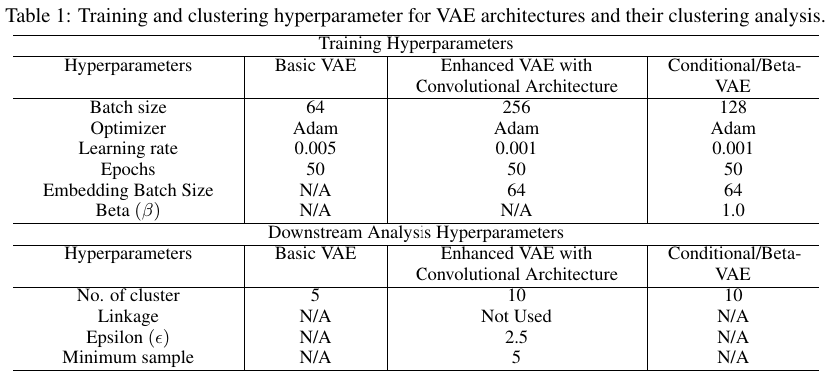 Table 1: Training and clustering hyperparameter for VAE architectures and their clustering analysis.
Training Hyperparameters
Hyperparameters Basic VAE Enhanced VAE with Conditional/Beta-
Convolutional Architecture VAE
Batch size 64 256 128
Optimizer Adam Adam Adam
Learning rate 0.005 0.001 0.001
Epochs 50 50 50
Embedding Batch Size N/A 64 64
Beta (β) N/A N/A 1.0
Downstream Analysis Hyperparameters
Hyperparameters Basic VAE Enhanced VAE with Conditional/Beta-
Convolutional Architecture VAE
No. of cluster 5 10 10
Linkage N/A Not Used N/A
Epsilon (ϵ) N/A 2.5 N/A
Minimum sample N/A 5 N/A